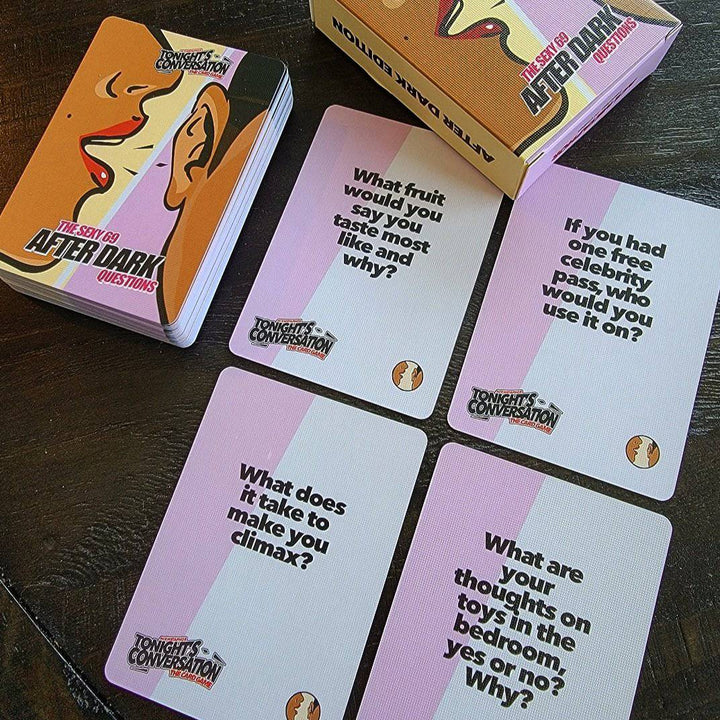 TONIGHT'S
CONVERSATION
THE CARD GAME
THE SEXY 69
AFTER DARK
QUESTIONS
AFTER DARK EDITION
THE SEXY 69
AFTER DARK
QUESTIONS
What fruit
would you
say you
taste most
like and
why?
TONIGHT'S
CONVERSATION
THE CARD GAME
If you had
one free
celebrity
pass, who
would you
use it on?
TONIGHT'S
CONVERSATION
THE CARD GAME
What does
it take to
make you
climax?
TONIGHT'S
CONVERSATION
THE CARD GAME
What are
your
thoughts on
toys in the
bedroom,
yes or no?
Why?